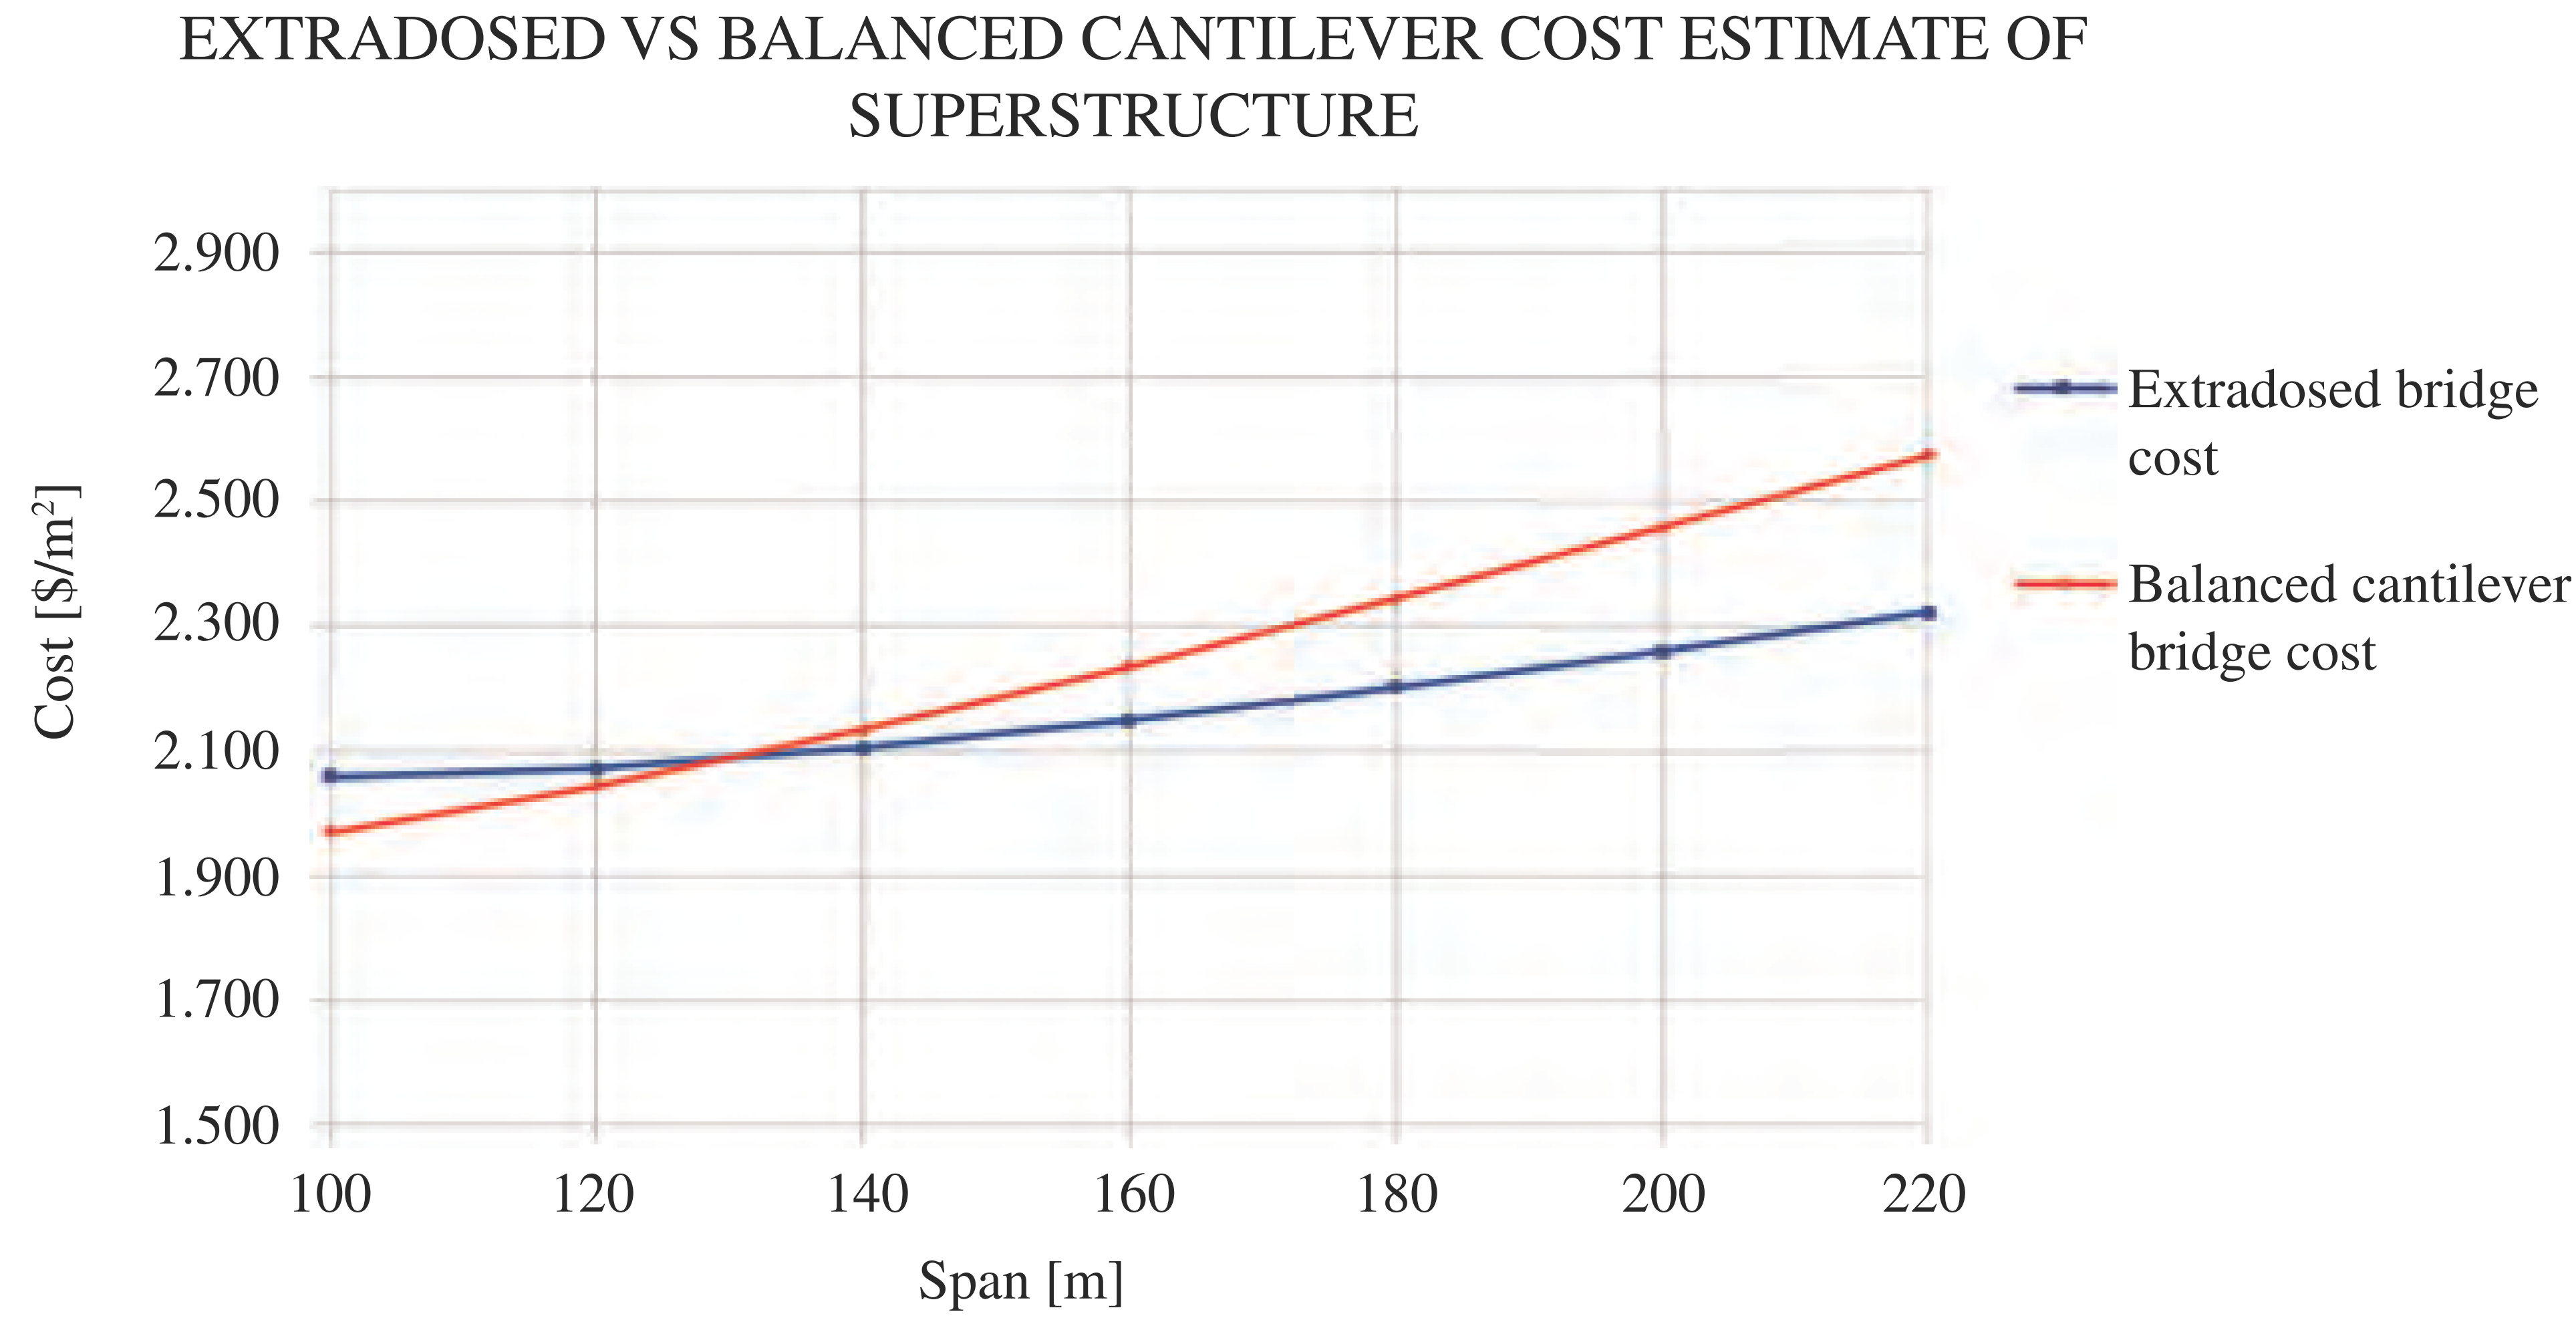 EXTRADOSED VS BALANCED CANTILEVER COST ESTIMATE OF
SUPERSTRUCTURE
2.900
2.700
2.500
2.300
2.100
1.900
1.700
1.500
Cost [$/m²]
100 120 140 160 180 200 220
Span [m]
Extradosed bridge
cost
Balanced cantilever
bridge cost